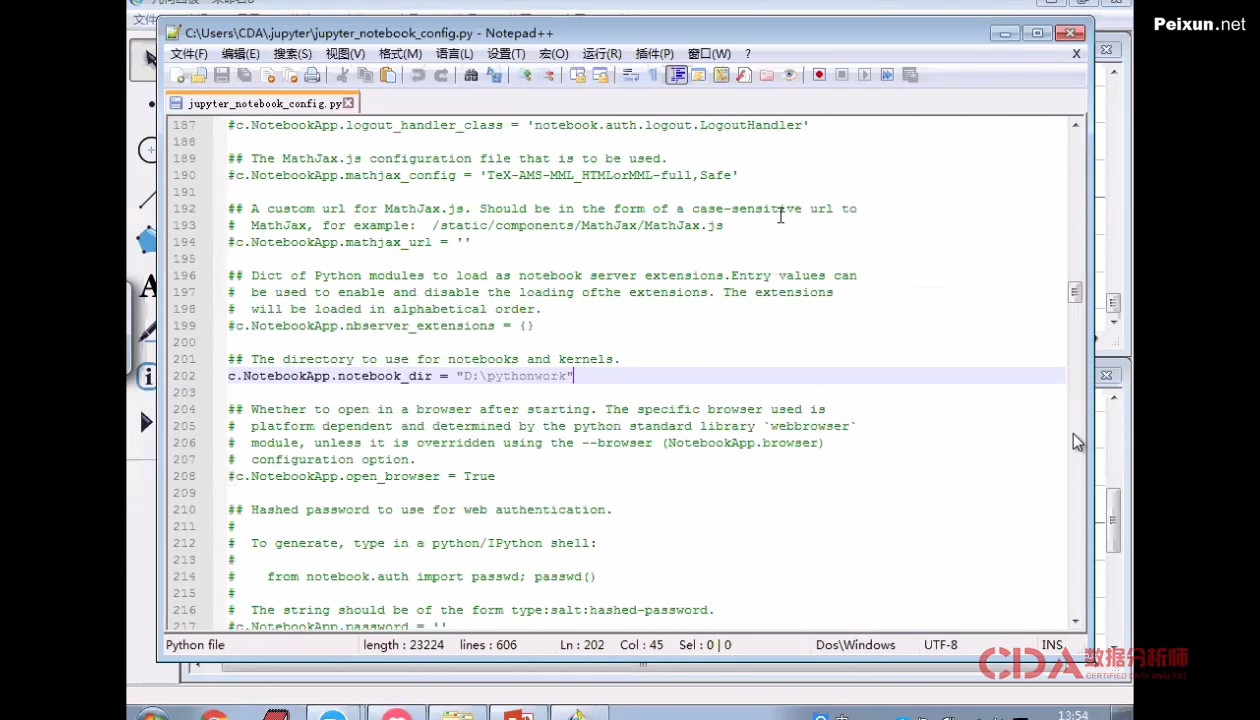 Peixun.net
C:\Users\CDA\jupyter\jupyter_notebook_config.py - Notepad++
文件(F) 编辑(E) 搜索(S) 视图(V) 格式(M) 语言(L) 设置(T) 宏(O) 运行(R) 插件(P) 窗口(W) ? X
jupyter_notebook_config.py
187 #c.NotebookApp.logout_handler_class = 'notebook.auth.logout.LogoutHandler'
188
189 ## The MathJax.js configuration file that is to be used.
190 #c.NotebookApp.mathjax_config = 'TeX-AMS-MML_HTMLorMML-full,Safe'
191
192 ## A custom url for MathJax.js. Should be in the form of a case-sensitive url to
193 #  MathJax, for example:  /static/components/MathJax/MathJax.js
194 #c.NotebookApp.mathjax_url = ''
195
196 ## Dict of Python modules to load as notebook server extensions.Entry values can
197 #  be used to enable and disable the loading ofthe extensions. The extensions
198 #  will be loaded in alphabetical order.
199 #c.NotebookApp.nbserver_extensions = {}
200
201 ## The directory to use for notebooks and kernels.
202 c.NotebookApp.notebook_dir = "D:\pythonwork"
203
204 ## Whether to open in a browser after starting. The specific browser used is
205 #  platform dependent and determined by the python standard library `webbrowser`
206 #  module, unless it is overridden using the --browser (NotebookApp.browser)
207 #  configuration option.
208 #c.NotebookApp.open_browser = True
209
210 ## Hashed password to use for web authentication.
211 #
212 #  To generate, type in a python/IPython shell:
213 #
214 #    from notebook.auth import passwd; passwd()
215 #
216 #  The string should be of the form type:salt:hashed-password.
217 #c.NotebookApp.password = ''
Python file length : 23224 lines : 606 Ln : 202 Col : 45 Sel : 0 | 0 Dos\Windows UTF-8 INS
CDA 数据分析师
CERTIFIED DATA ANALYST
13:54